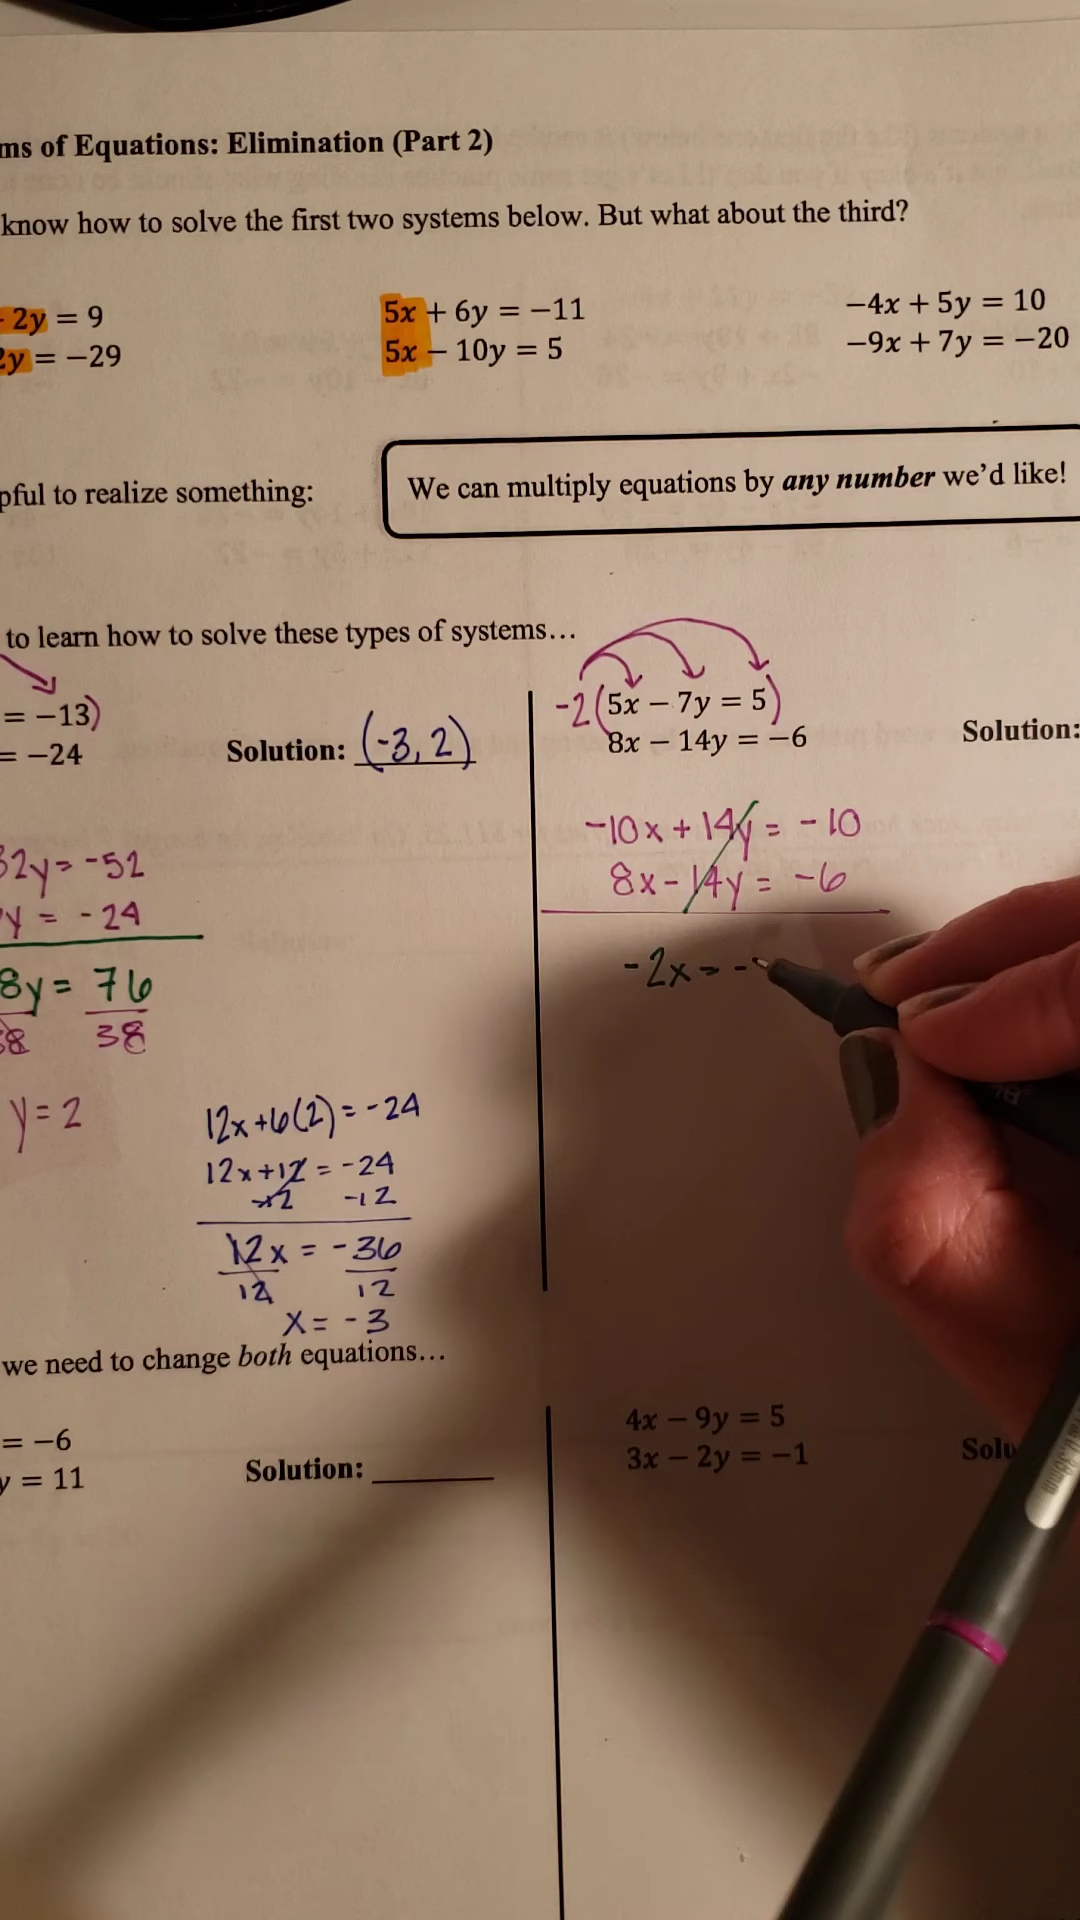 ms of Equations: Elimination (Part 2)
know how to solve the first two systems below. But what about the third?
- 2y = 9
2y = −29
5x + 6y = −11
5x − 10y = 5
−4x + 5y = 10
−9x + 7y = −20
pful to realize something:
We can multiply equations by any number we'd like!
to learn how to solve these types of systems…
= −13)
= −24
Solution: (-3, 2)
32y = -52
y = -24
8y = 76
38 38
y = 2
12x+6(2) = -24
12x+12 = -24
-12 -12
12x = -36
12 12
x = -3
-2(5x − 7y = 5)
8x 14y = −6
Solution:
-10x + 14y = -10
8x - 14y = -6
-2x = -
we need to change both equations…
= −6
y = 11
Solution:
4x − 9y = 5
3x − 2y = −1
Solu